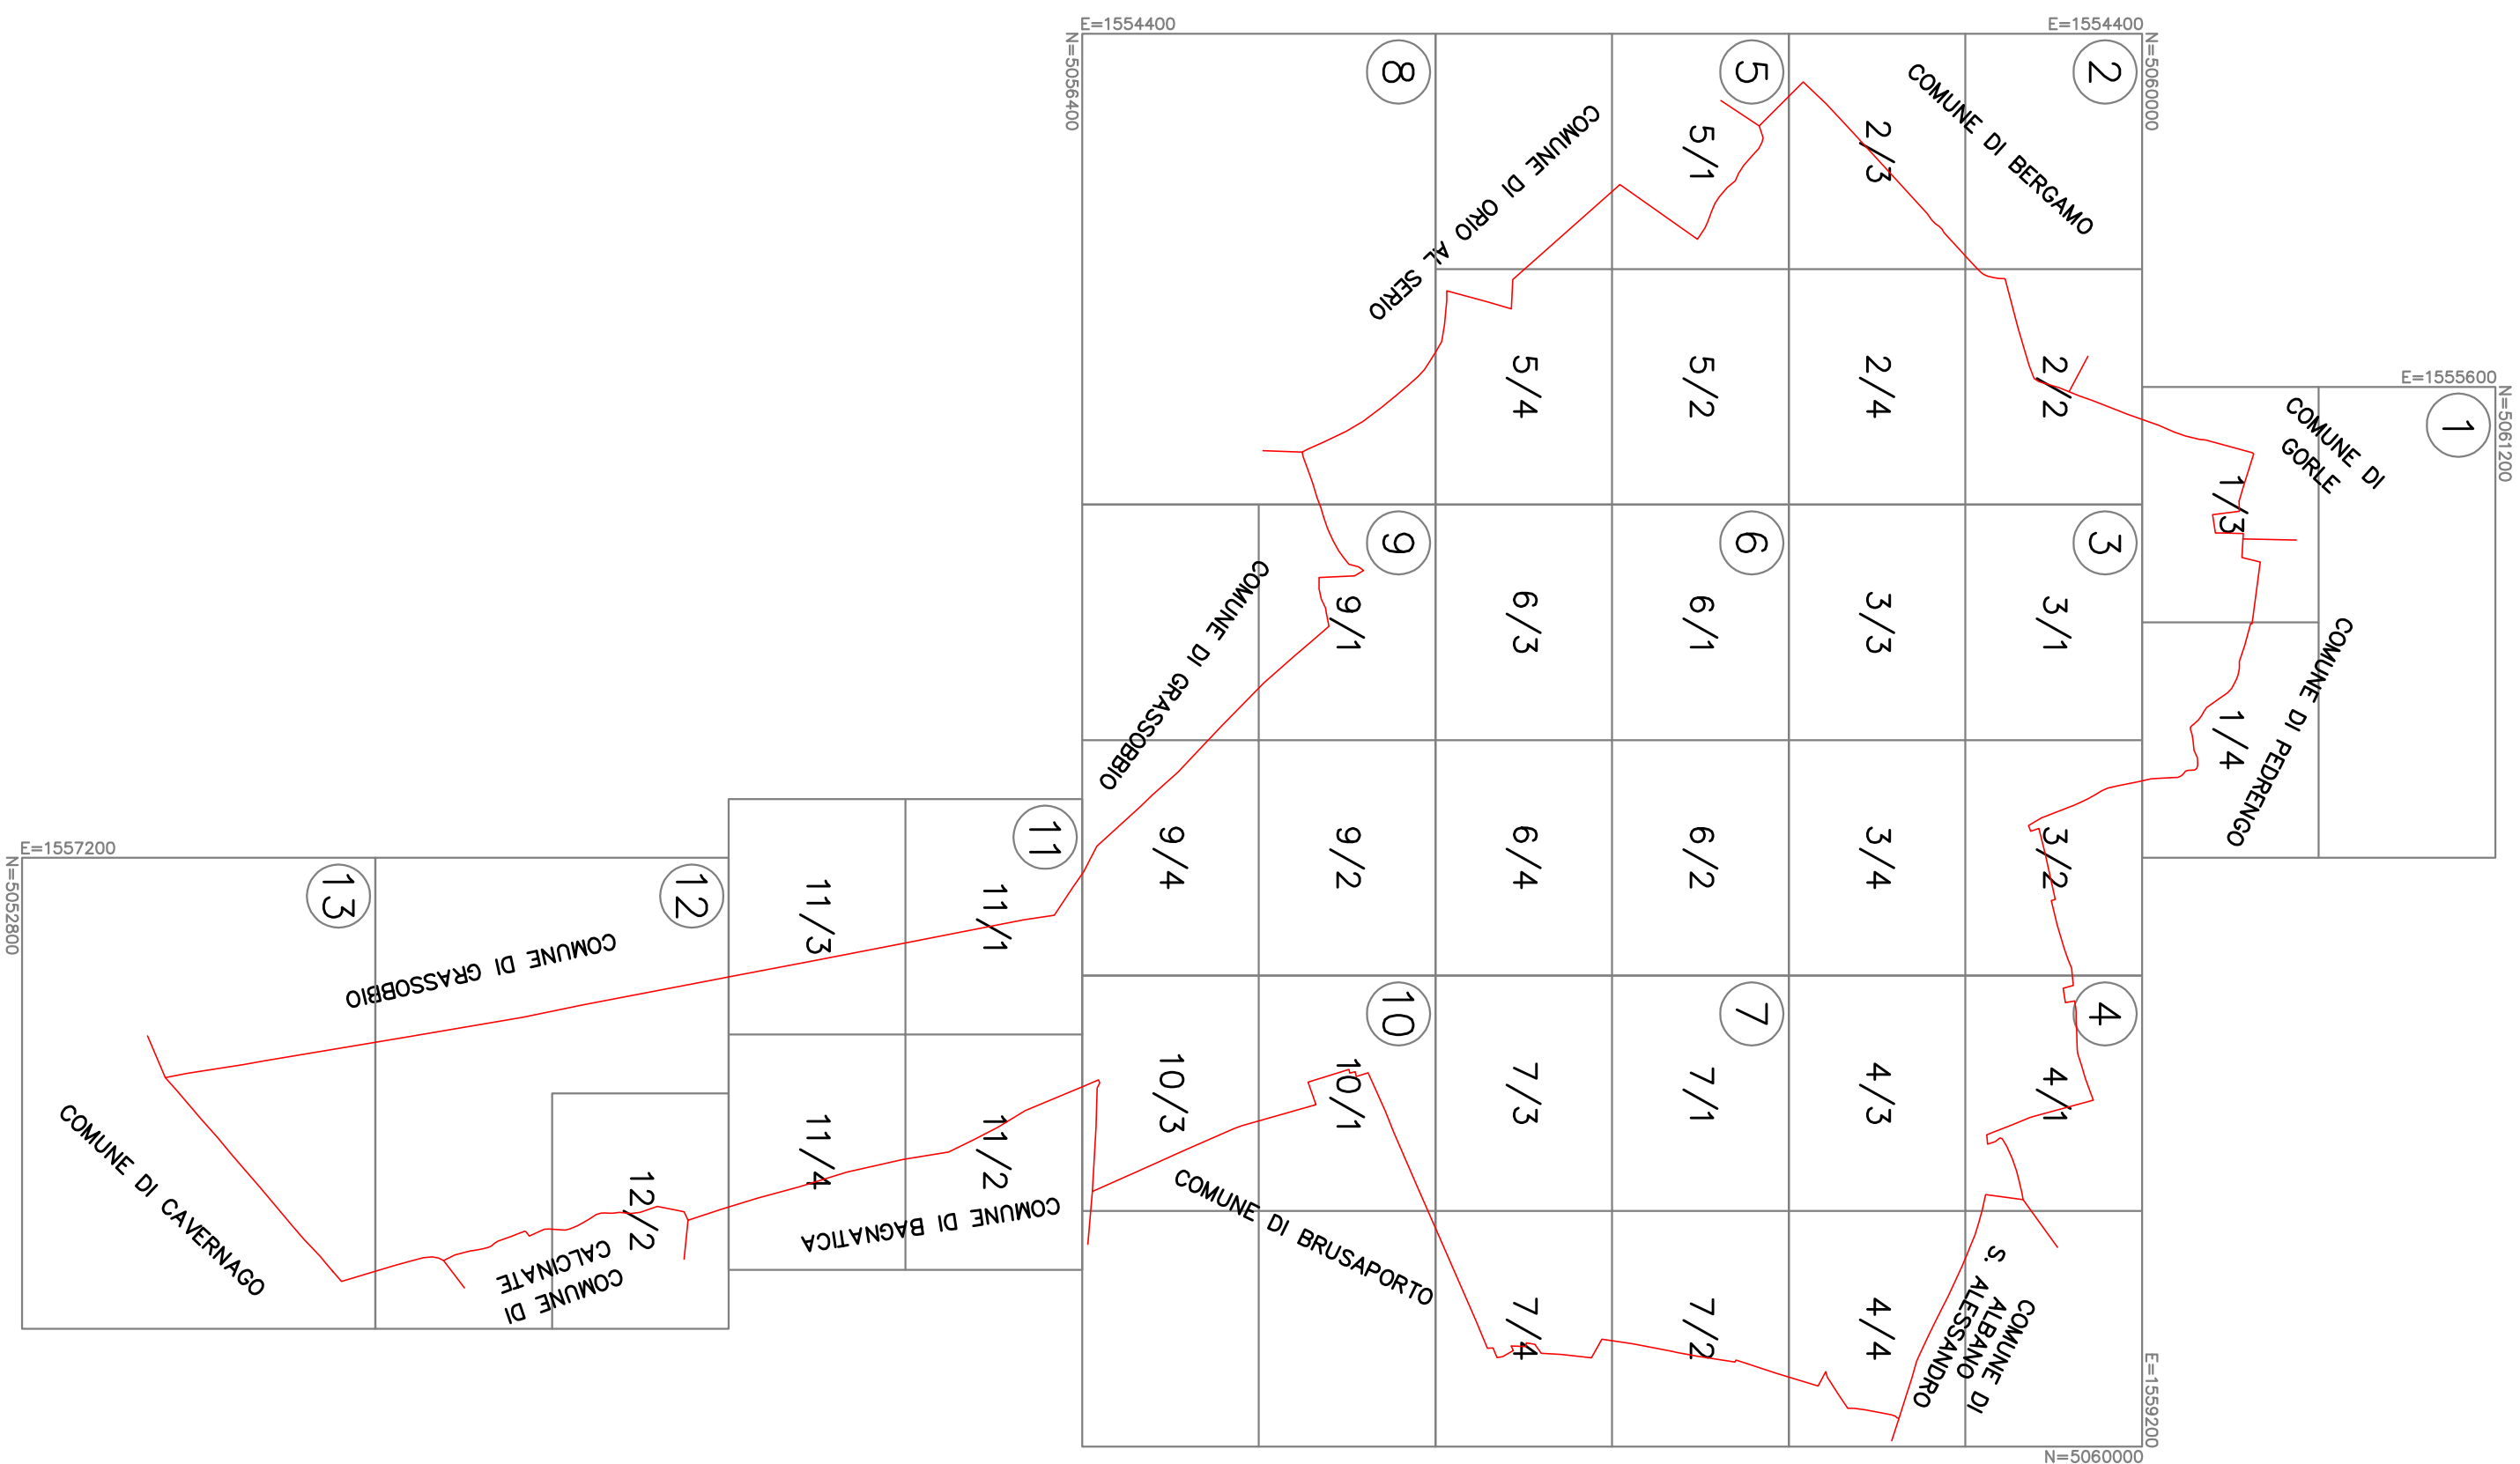 E=1554400
E=1554400
N=5056400
N=5060000
8
5
2
COMUNE DI BERGAMO
COMUNE DI ORIO AL SERIO
5/1
2/3
E=1555600
N=5061200
5/4
5/2
2/4
2/2
1
COMUNE DI
GORLE
1/3
9
6
3
COMUNE DI GRASSOBBIO
9/1
6/3
6/1
3/3
3/1
COMUNE DI PEDRENGO
1/4
E=1557200
N=5052800
13
12
11
9/4
9/2
6/4
6/2
3/4
3/2
11/3
11/1
COMUNE DI GRASSOBBIO
10
7
4
10/3
10/1
7/3
7/1
4/3
4/1
COMUNE DI CAVERNAGO
12/2
11/4
11/2
COMUNE DI BAGNATICA
COMUNE DI BRUSAPORTO
COMUNE DI
CALCINATE
7/4
7/2
4/4
COMUNE DI
ALBANO
S. ALESSANDRO
E=1559200
N=5060000